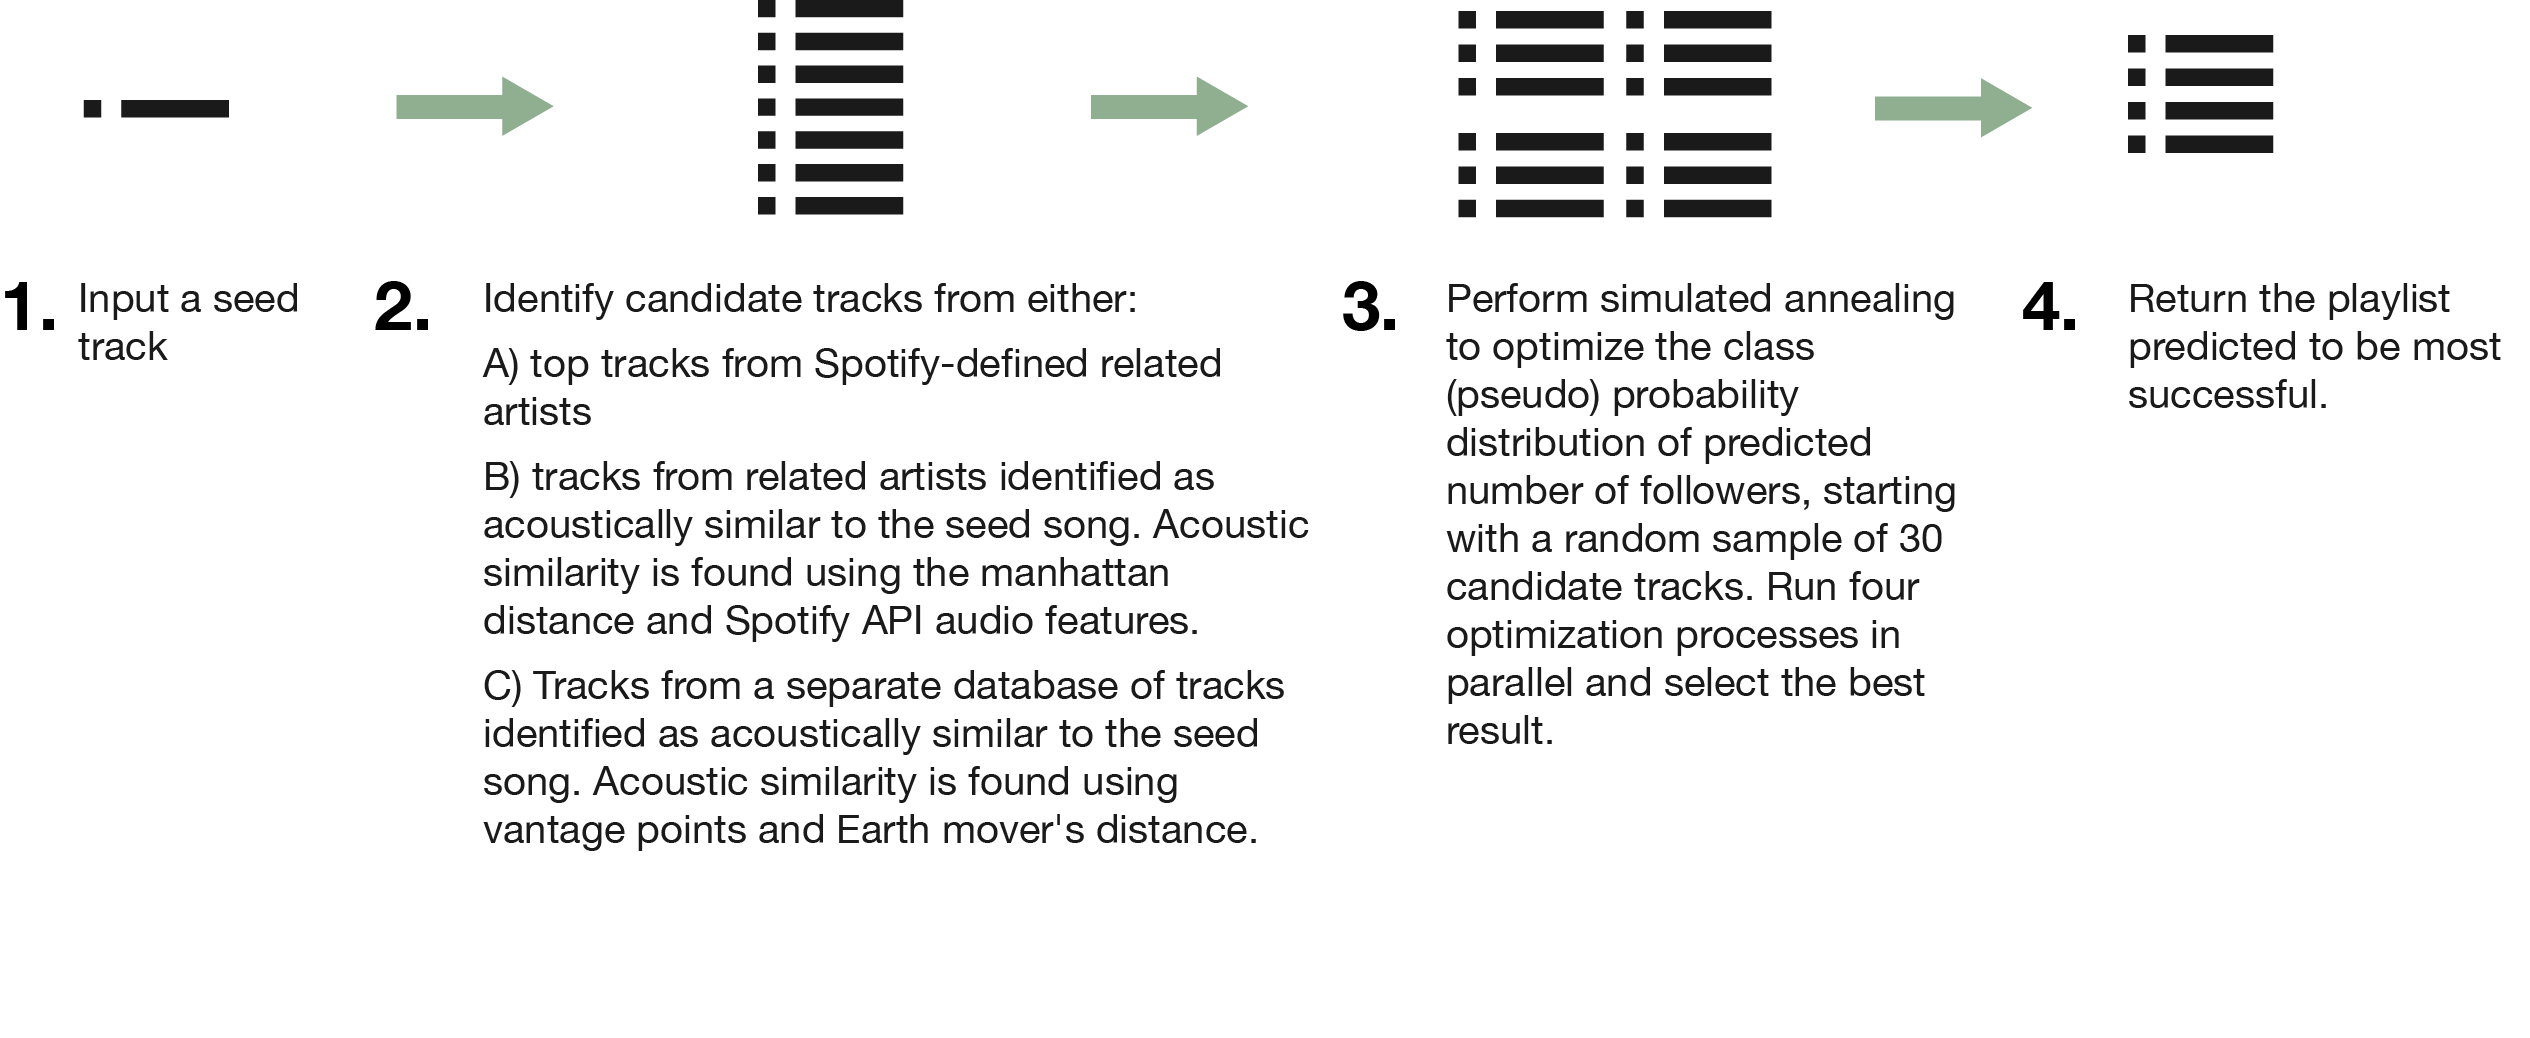 1. Input a seed
track
2. Identify candidate tracks from either:
A) top tracks from Spotify-defined related
artists
B) tracks from related artists identified as
acoustically similar to the seed song. Acoustic
similarity is found using the manhattan
distance and Spotify API audio features.
C) Tracks from a separate database of tracks
identified as acoustically similar to the seed
song. Acoustic similarity is found using
vantage points and Earth mover's distance.
3. Perform simulated annealing
to optimize the class
(pseudo) probability
distribution of predicted
number of followers, starting
with a random sample of 30
candidate tracks. Run four
optimization processes in
parallel and select the best
result.
4. Return the playlist
predicted to be most
successful.